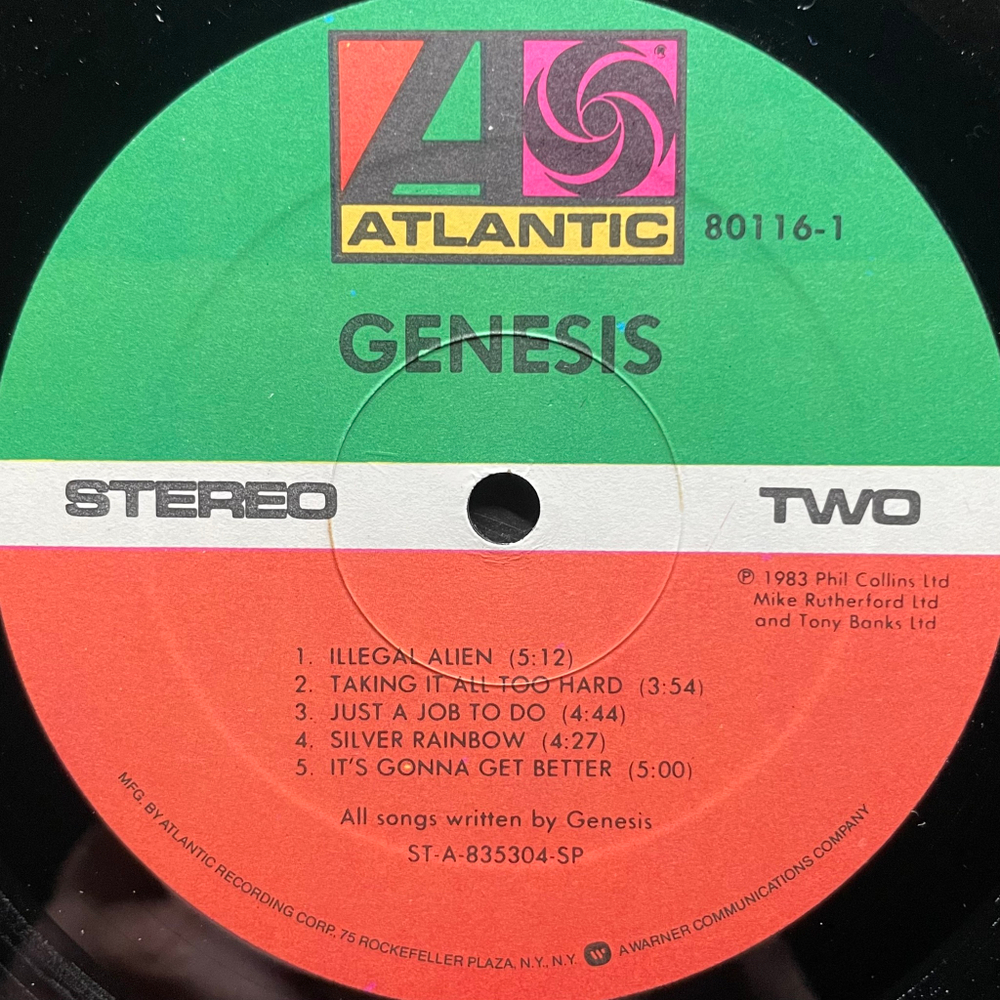 ®
ATLANTIC
80116-1
GENESIS
STEREO
TWO
℗ 1983 Phil Collins Ltd
Mike Rutherford Ltd
and Tony Banks Ltd
1. ILLEGAL ALIEN (5:12)
2. TAKING IT ALL TOO HARD (3:54)
3. JUST A JOB TO DO (4:44)
4. SILVER RAINBOW (4:27)
5. IT'S GONNA GET BETTER (5:00)
All songs written by Genesis
ST-A-835304-SP
MFG. BY ATLANTIC RECORDING CORP., 75 ROCKEFELLER PLAZA, N.Y., N.Y. A WARNER COMMUNICATIONS COMPANY